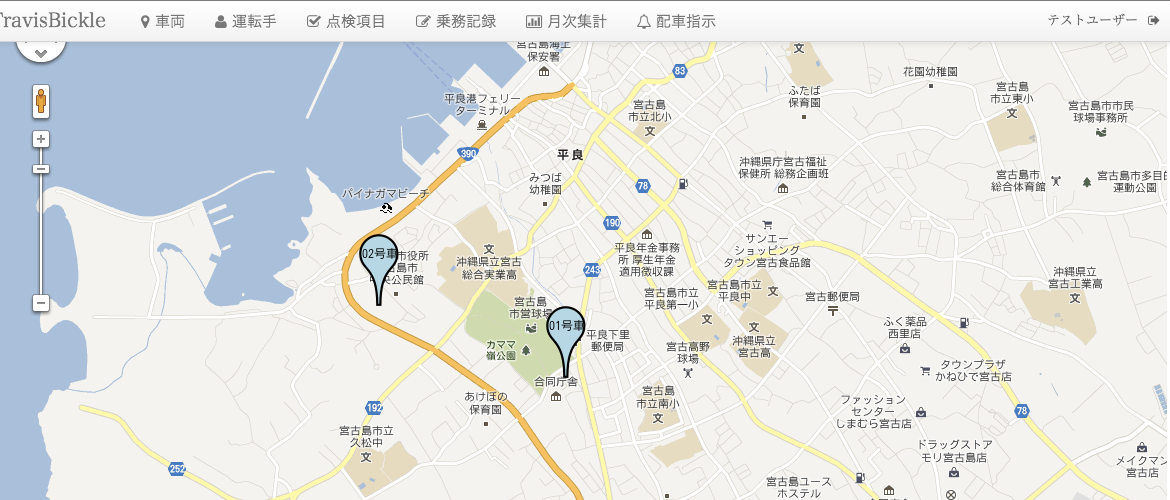 TravisBickle
車両
運転手
点検項目
乗務記録
月次集計
配車指示
テストユーザー
宮古島海上
保安署
83
ふたば
保育園
花園幼稚園
宮古島
市立東小
文
宮古島市市民
球場事務所
平良港フェリー
ターミナル
宮古島
市立北小
文
390
平良
沖縄県庁宮古福祉
保健所 総務企画班
宮古島市
総合体育館
宮古島市多目的
運動公園
みつば
幼稚園
78
パイナガマビーチ
190
サンエー
ショッピング
タウン宮古食品館
平良年金事務
所 厚生年金
適用徴収課
02号車
市役所
島市
公民館
文
沖縄県立宮古
総合実業高
243
宮古島市立
平良第一小
文
宮古島市立
平良中
文
宮古郵便局
沖縄県立
宮古工業高
文
宮古島
市営球場
01号車
カママ
嶺公園
平良下里
郵便局
宮古高野
球場
文
沖縄県立
宮古高
ふく薬品
西里店
タウンプラザ
かねひで宮古店
合同庁舎
あけぼの
保育園
192
宮古島
市立南小
文
ファッション
センター
しまむら宮古店
78
宮古島市立
久松中
文
252
ドラッグストア
モリ宮古島店
メイクマン
宮古店
宮古島ユース
ホステル
文